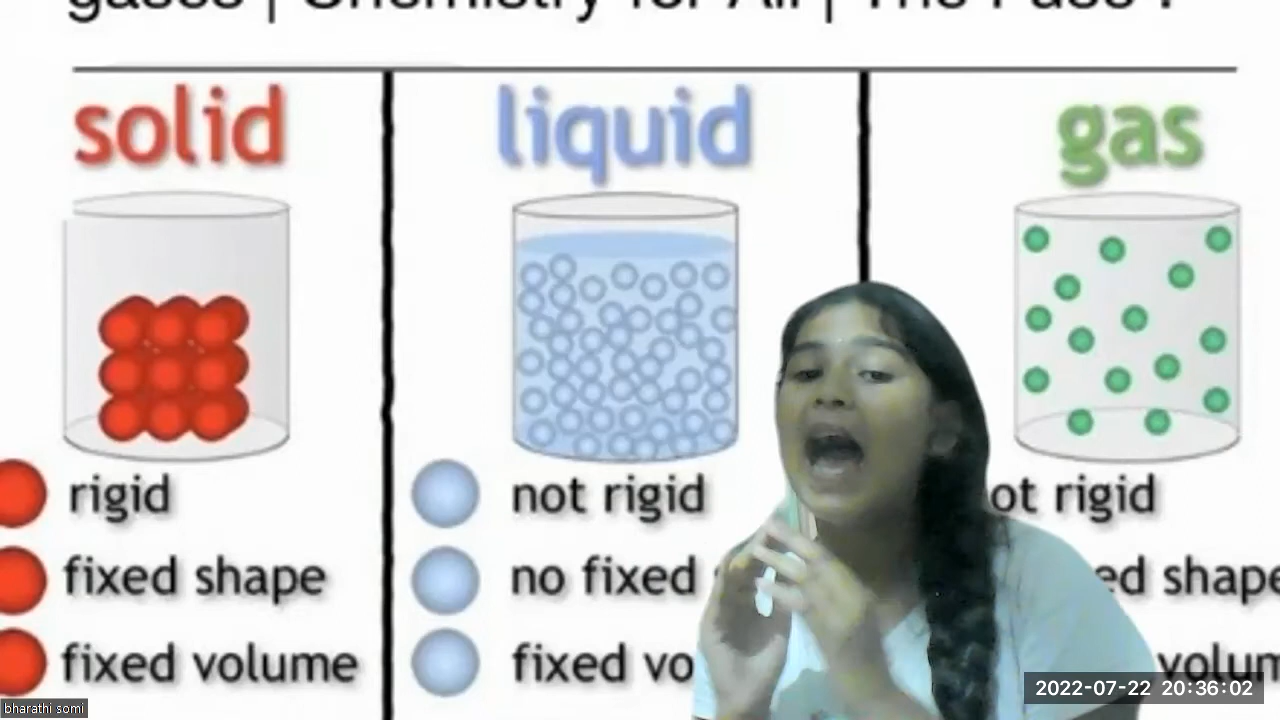 gases | Chemistry for All | The Fuse
solid
liquid
gas
rigid
not rigid
ot rigid
fixed shape
no fixed
ed shape
fixed volume
fixed vo
volum
bharathi somi
2022-07-22 20:36:02